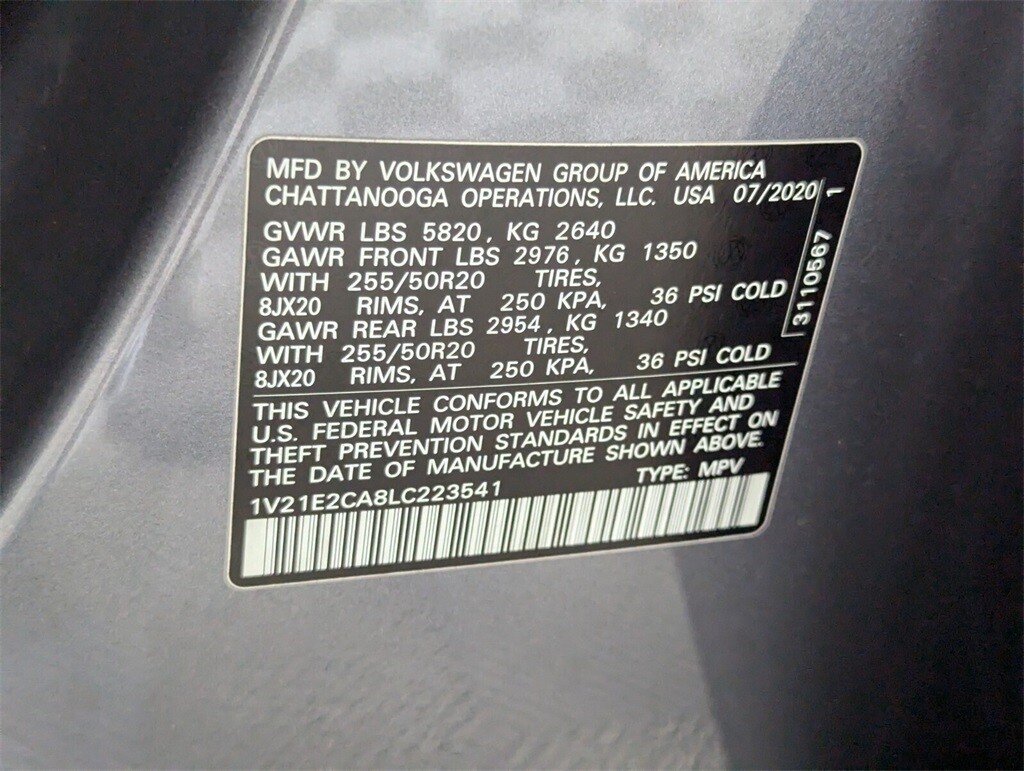 MFD BY VOLKSWAGEN GROUP OF AMERICA
CHATTANOOGA OPERATIONS, LLC. USA 07/2020
GVWR LBS 5820, KG 2640
GAWR FRONT LBS 2976, KG 1350
WITH 255/50R20 TIRES,
8JX20 RIMS, AT 250 KPA, 36 PSI COLD
GAWR REAR LBS 2954, KG 1340
WITH 255/50R20 TIRES,
8JX20 RIMS, AT 250 KPA, 36 PSI COLD
3110567 1
THIS VEHICLE CONFORMS TO ALL APPLICABLE
U.S. FEDERAL MOTOR VEHICLE SAFETY AND
THEFT PREVENTION STANDARDS IN EFFECT ON
THE DATE OF MANUFACTURE SHOWN ABOVE.
1V21E2CA8LC223541 TYPE: MPV